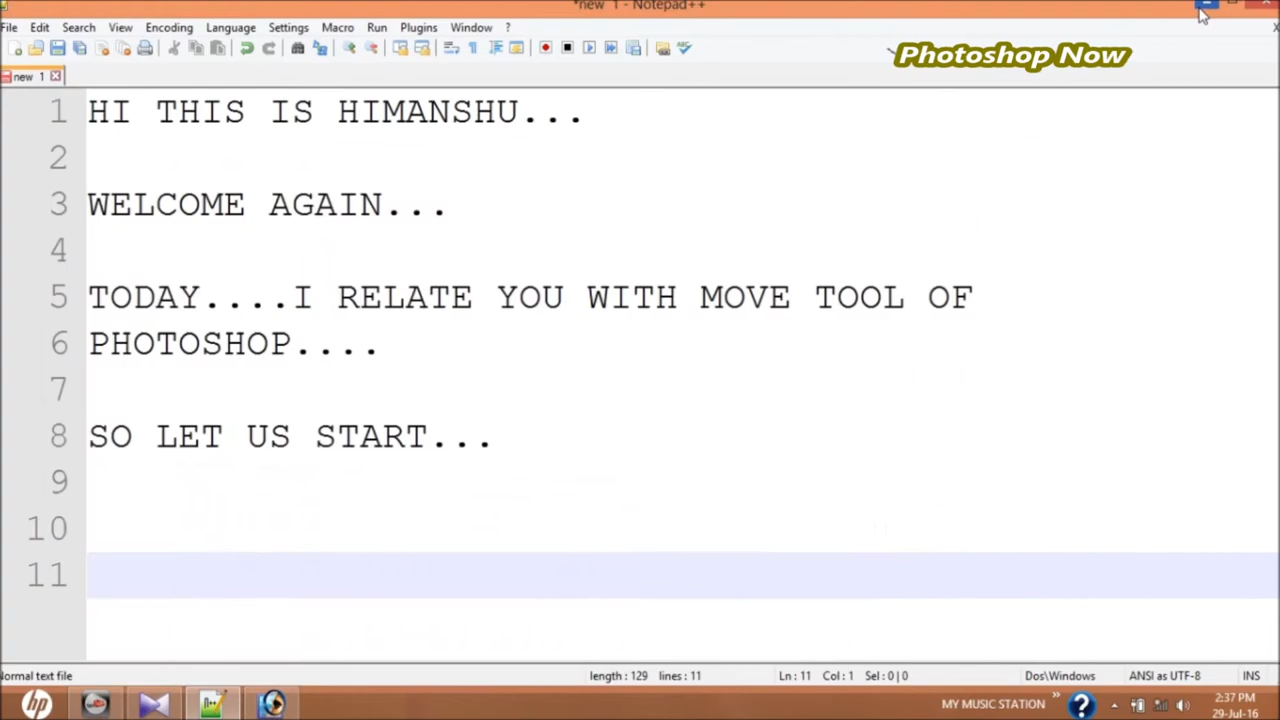 *new 1 - Notepad++
File Edit Search View Encoding Language Settings Macro Run Plugins Window ?
Photoshop Now
new 1
1 HI THIS IS HIMANSHU...
2
3 WELCOME AGAIN...
4
5 TODAY....I RELATE YOU WITH MOVE TOOL OF
6 PHOTOSHOP....
7
8 SO LET US START...
9
10
11
Normal text file length : 129 lines : 11 Ln : 11 Col : 1 Sel : 0 | 0 Dos\Windows ANSI as UTF-8 INS
hp MY MUSIC STATION » ? 2:37 PM
29-Jul-16